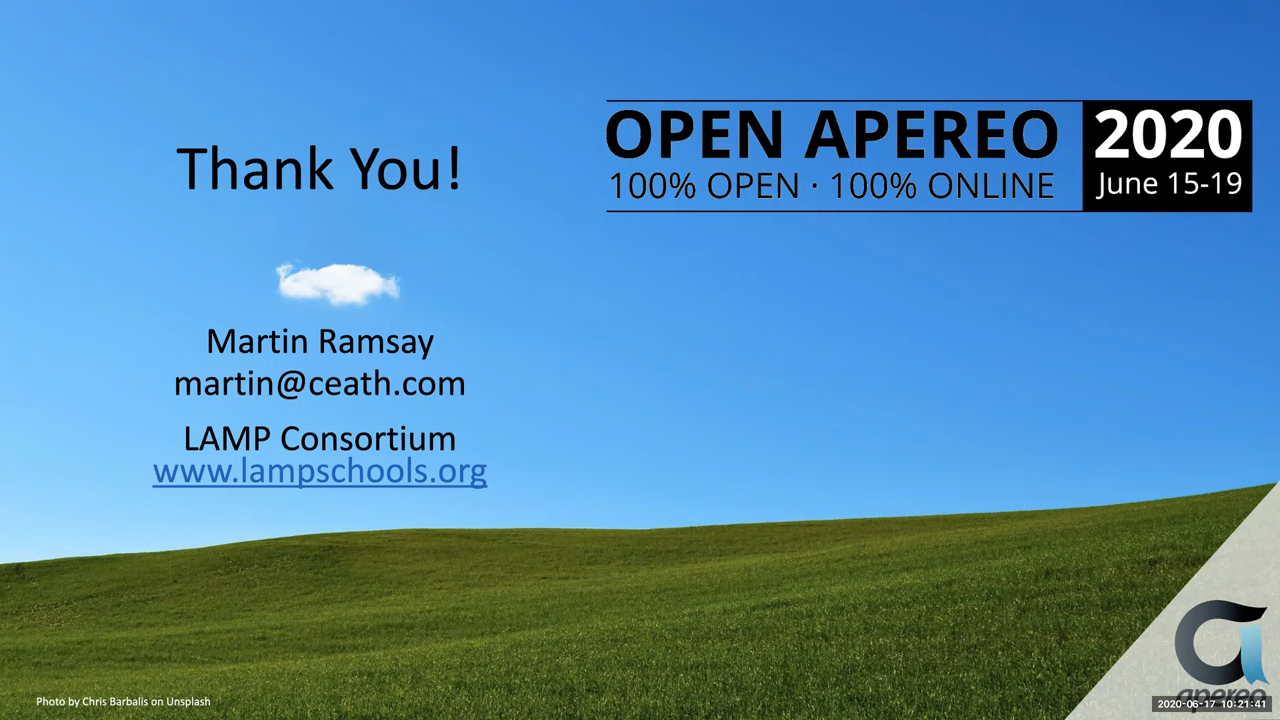 Thank You!
OPEN APEREO
100% OPEN · 100% ONLINE
2020
June 15-19
Martin Ramsay
martin@ceath.com
LAMP Consortium
www.lampschools.org
apereo
2020-06-17 10:21:41
Photo by Chris Barbalis on Unsplash